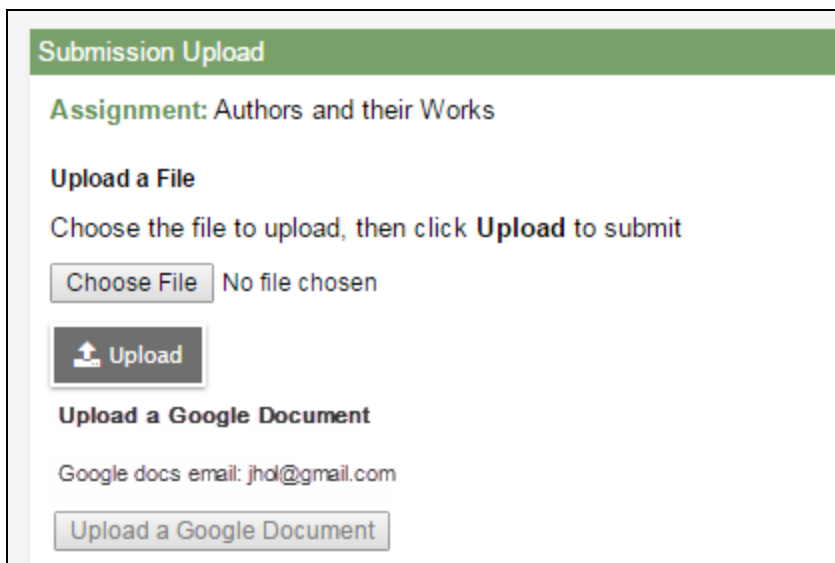 Submission Upload
Assignment: Authors and their Works
Upload a File
Choose the file to upload, then click Upload to submit
Choose File No file chosen
Upload
Upload a Google Document
Google docs email: jhol@gmail.com
Upload a Google Document